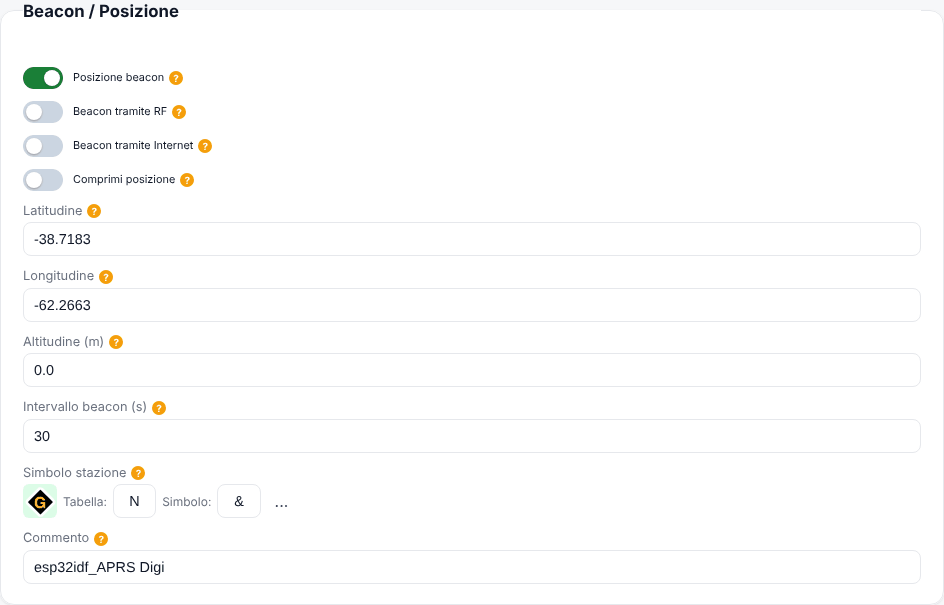 Beacon / Posizione
Posizione beacon ?
Beacon tramite RF ?
Beacon tramite Internet ?
Comprimi posizione ?
Latitudine ?
-38.7183
Longitudine ?
-62.2663
Altitudine (m) ?
0.0
Intervallo beacon (s) ?
30
Simbolo stazione ?
G Tabella: N Simbolo: & ...
Commento ?
esp32idf_APRS Digi